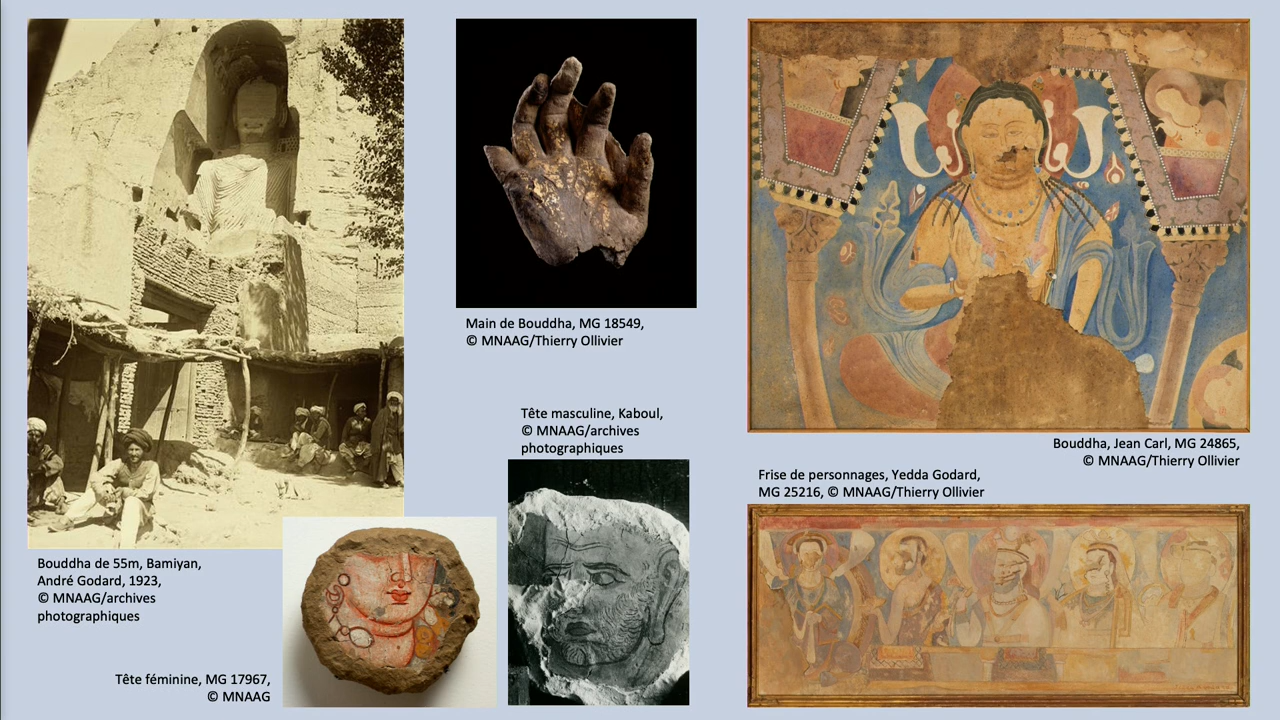 Main de Bouddha, MG 18549,
© MNAAG/Thierry Ollivier
Tête masculine, Kaboul,
© MNAAG/archives
photographiques
Bouddha, Jean Carl, MG 24865,
© MNAAG/Thierry Ollivier
Frise de personnages, Yedda Godard,
MG 25216, © MNAAG/Thierry Ollivier
Bouddha de 55m, Bamiyan,
André Godard, 1923,
© MNAAG/archives
photographiques
Tête féminine, MG 17967,
© MNAAG